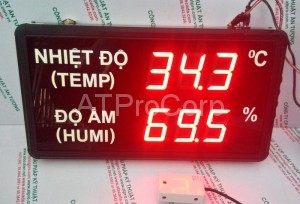 NHIỆT ĐỘ 34.3 °C
(TEMP)
ATProCorp
ĐỘ ẨM 69.5 %
(HUMI)